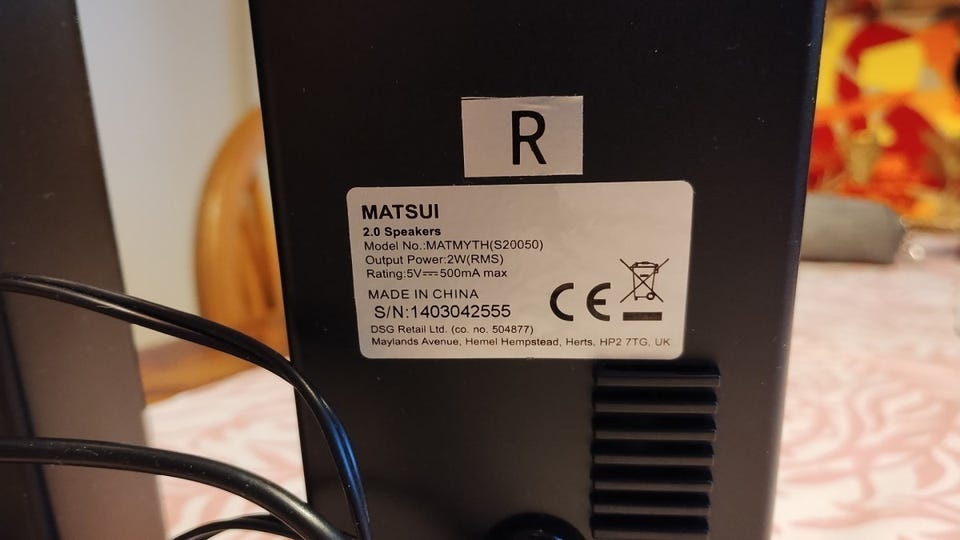 R
MATSUI
2.0 Speakers
Model No.:MATMYTH(S20050)
Output Power:2W(RMS)
Rating:5V⎓500mA max
MADE IN CHINA
S/N:1403042555
CE
DSG Retail Ltd. (co. no. 504877)
Maylands Avenue, Hemel Hempstead, Herts, HP2 7TG, UK